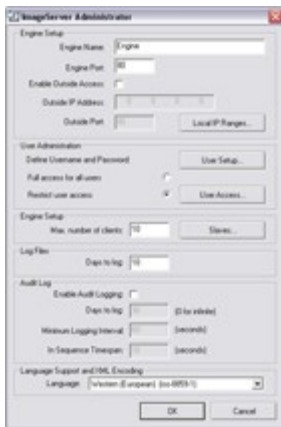 ImageServer Administrator
Engine Setup
Engine Name: Engine
Engine Port: 80
Enable Outside Access:
Outside IP Address:
Outside Port:
Local IP Ranges...
User Administration
Define Username and Password
User Setup...
Full access for all users
Restrict user access
User Access...
Engine Setup
Max. number of clients: 10
Slaves...
Log Files
Days to log: 10
Audit Log
Enable Audit Logging:
Days to log:
(0 for infinite)
Minimum Logging Interval:
(seconds)
In Sequence Timespan:
(seconds)
Language Support and XML Encoding
Language: Western (European) (iso-8859-1)
OK
Cancel